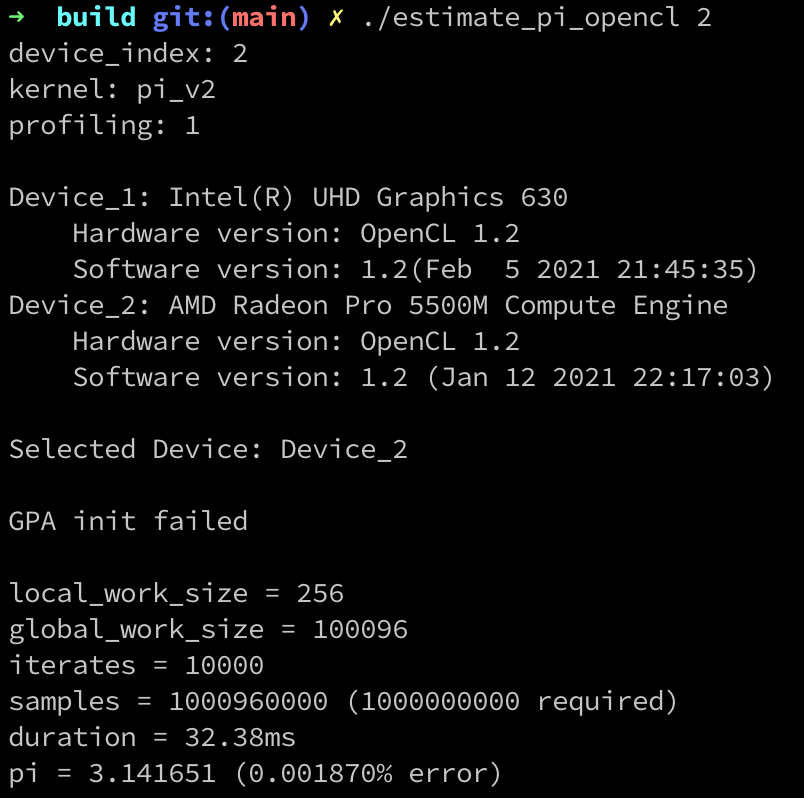 → build git:(main) ✗ ./estimate_pi_opencl 2
device_index: 2
kernel: pi_v2
profiling: 1
Device_1: Intel(R) UHD Graphics 630
Hardware version: OpenCL 1.2
Software version: 1.2(Feb  5 2021 21:45:35)
Device_2: AMD Radeon Pro 5500M Compute Engine
Hardware version: OpenCL 1.2
Software version: 1.2 (Jan 12 2021 22:17:03)
Selected Device: Device_2
GPA init failed
local_work_size = 256
global_work_size = 100096
iterates = 10000
samples = 1000960000 (1000000000 required)
duration = 32.38ms
pi = 3.141651 (0.001870% error)